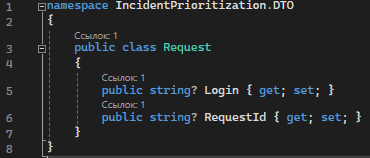 1 namespace IncidentPrioritization.DTO
2 {
Ссылок: 1
3 public class Request
4 {
Ссылок: 1
5 public string? Login { get; set; }
Ссылок: 1
6 public string? RequestId { get; set; }
7 }
8 }